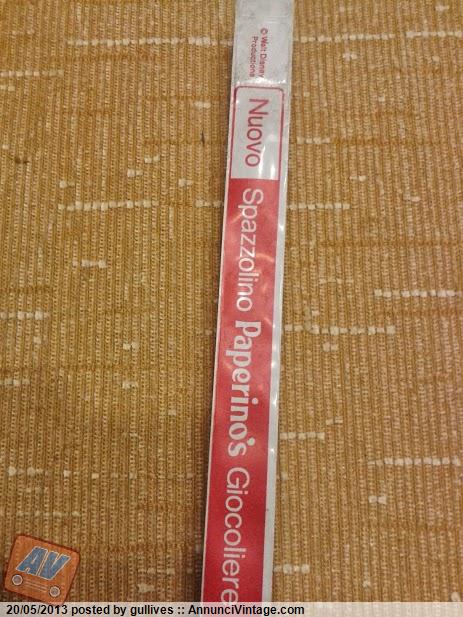 © Walt Disney
Productions
Nuovo
Spazzolino Paperino's Giocoliere
AV
20/05/2013 posted by gullives :: AnnunciVintage.com